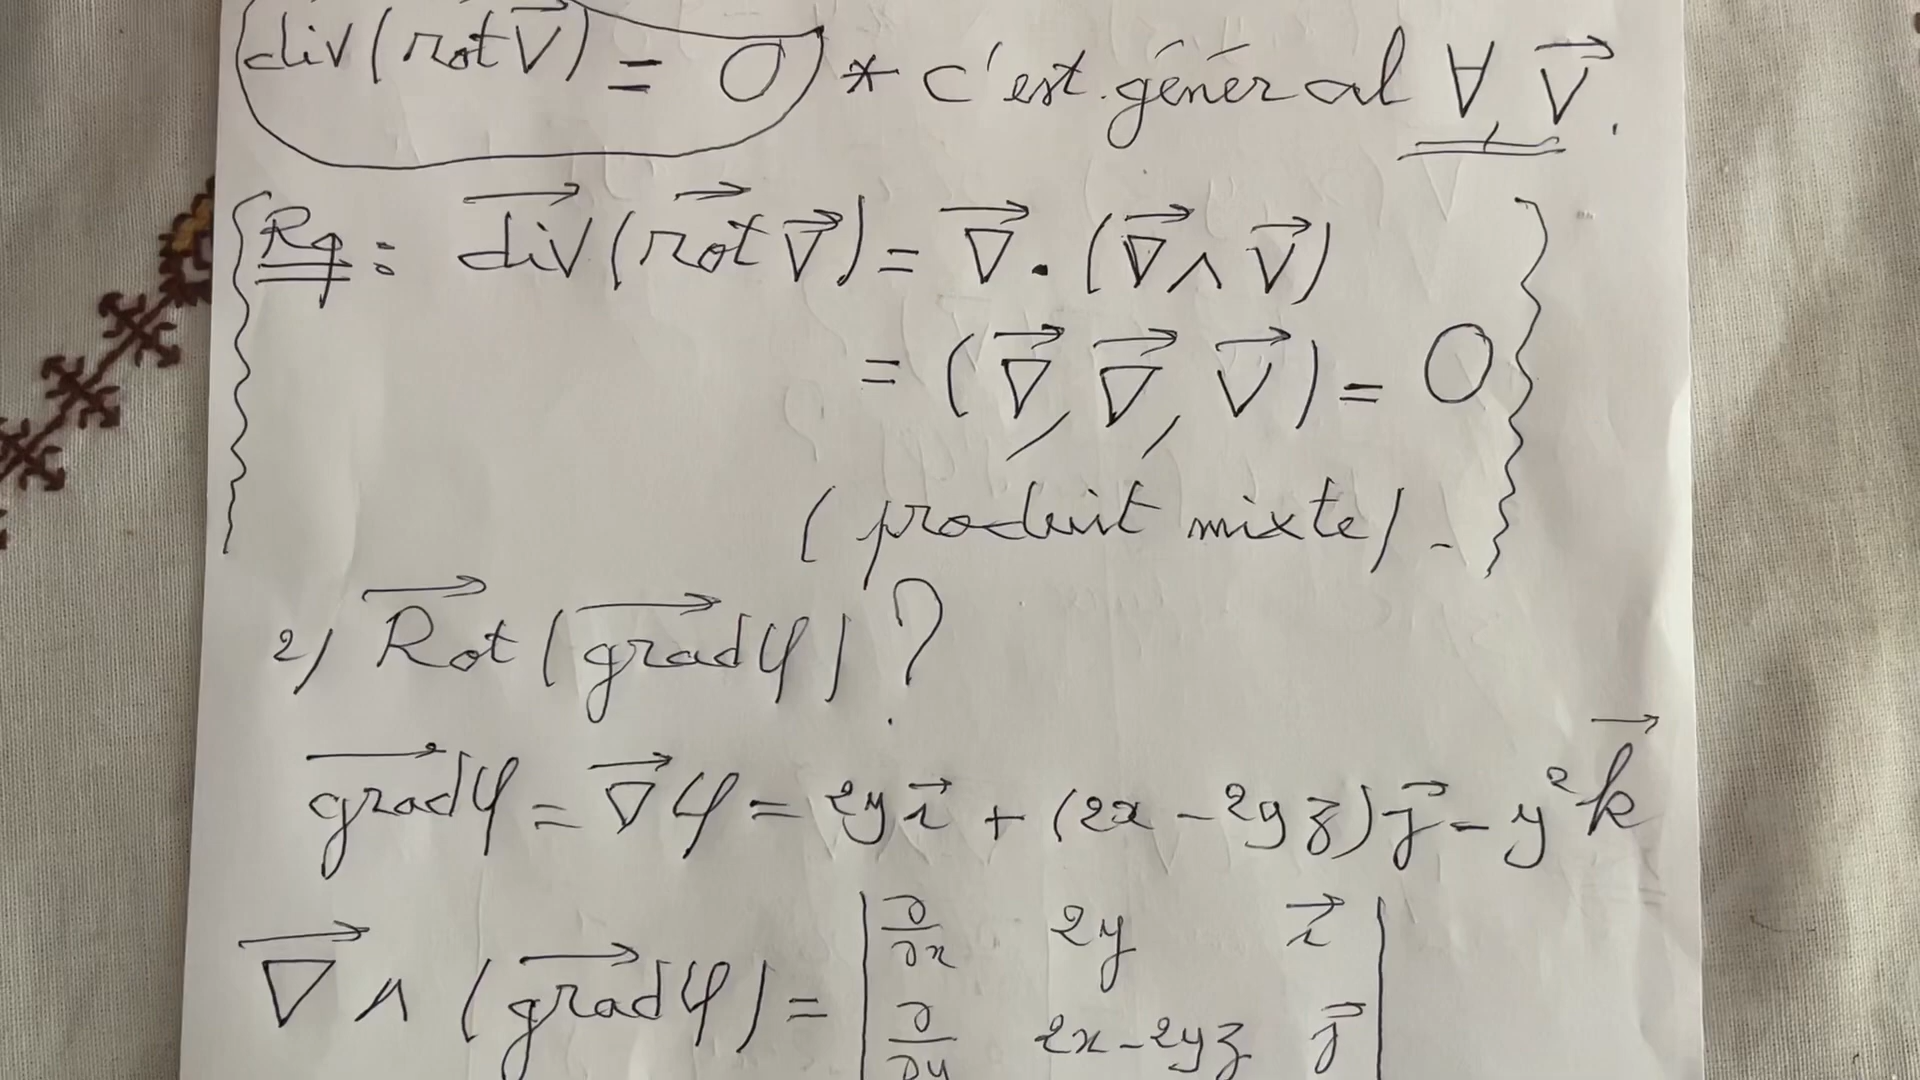 div(rot V⃗) = 0 * c'est général ∀, V⃗.
Rq : div⃗(rot⃗ V⃗) = ∇⃗ · (∇⃗ ∧ V⃗)
= (∇⃗, ∇⃗, V⃗) = 0
(produit mixte) -
2) Rot⃗ (grad⃗ φ) ?
grad⃗ φ = ∇⃗ φ = 2y i⃗ + (2x - 2yz) j⃗ - y² k⃗
∇⃗ ∧ (grad⃗ φ) = | ∂/∂x 2y i⃗ |
| ∂/∂y 2x - 2yz j⃗ |